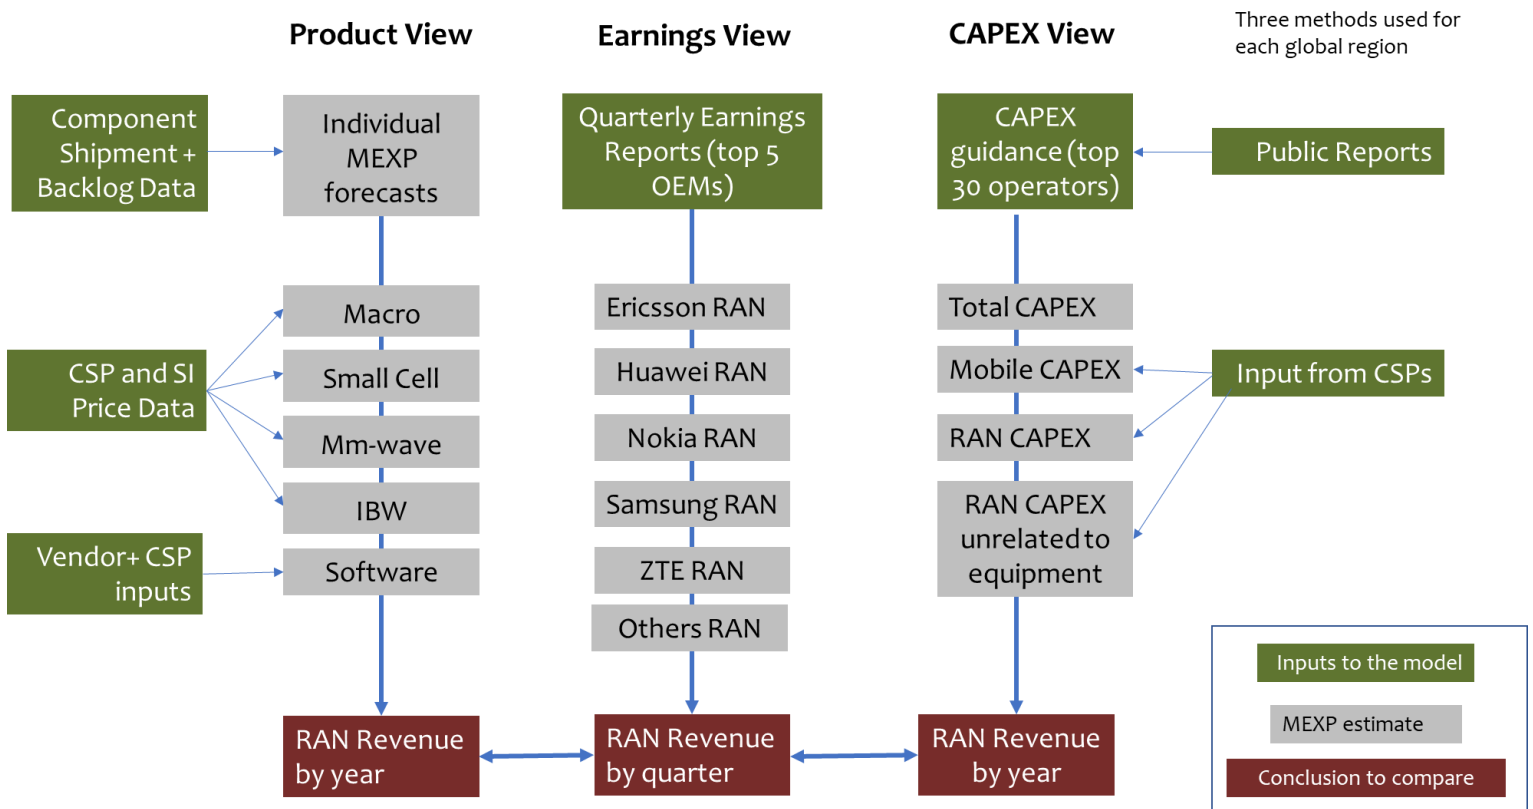 Product View
Earnings View
CAPEX View
Three methods used for
each global region
Component
Shipment +
Backlog Data
Individual
MEXP
forecasts
Quarterly Earnings
Reports (top 5
OEMs)
CAPEX
guidance (top
30 operators)
Public Reports
Macro
Small Cell
Mm-wave
IBW
Software
CSP and SI
Price Data
Vendor+ CSP
inputs
Ericsson RAN
Huawei RAN
Nokia RAN
Samsung RAN
ZTE RAN
Others RAN
Total CAPEX
Mobile CAPEX
RAN CAPEX
RAN CAPEX
unrelated to
equipment
Input from CSPs
RAN Revenue
by year
RAN Revenue
by quarter
RAN Revenue
by year
Inputs to the model
MEXP estimate
Conclusion to compare